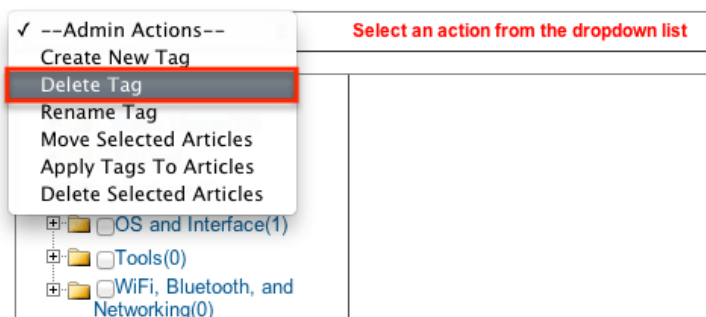 ✓ --Admin Actions--
Select an action from the dropdown list
Create New Tag
Delete Tag
Rename Tag
Move Selected Articles
Apply Tags To Articles
Delete Selected Articles
OS and Interface(1)
Tools(0)
WiFi, Bluetooth, and
Networking(0)